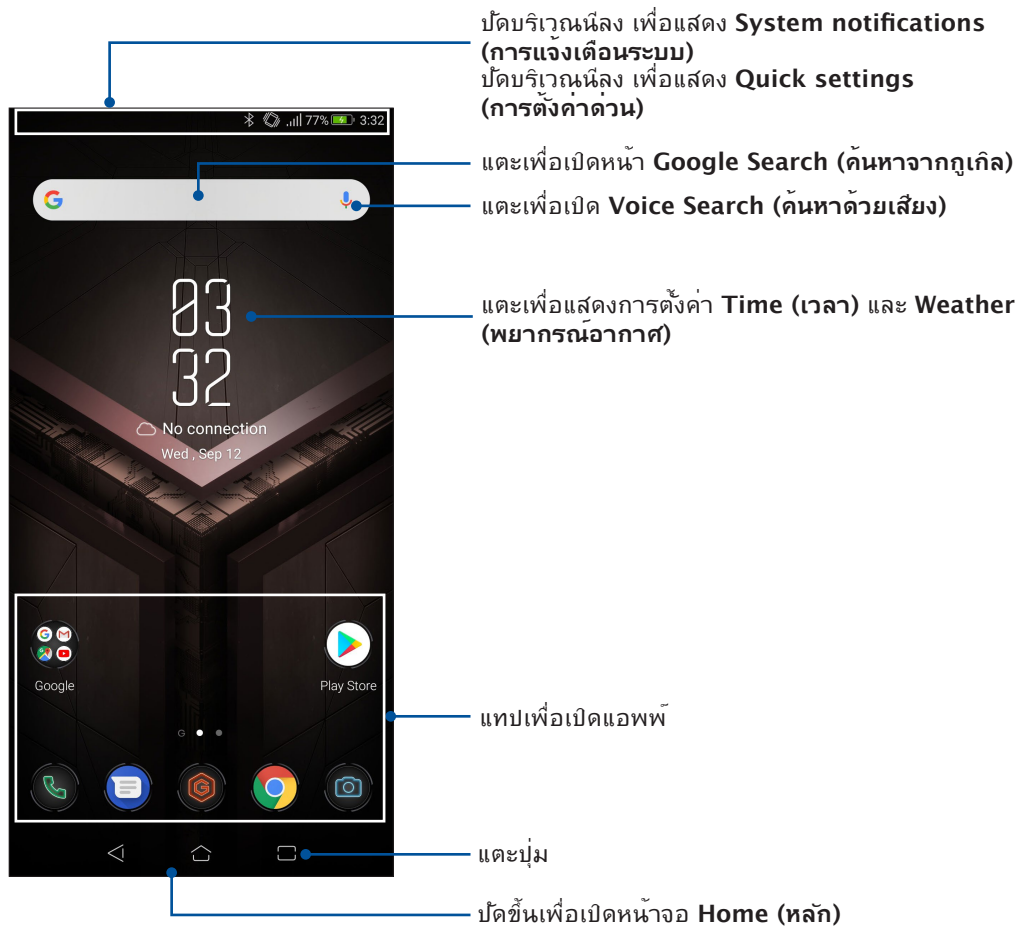 ปัดบริเวณนี้ลง เพื่อแสดง System notifications
(การแจ้งเตือนระบบ)
ปัดบริเวณนี้ลง เพื่อแสดง Quick settings
(การตั้งค่าด่วน)
77% 3:32
แตะเพื่อเปิดหน้า Google Search (ค้นหาจากกูเกิล)
G
แตะเพื่อเปิด Voice Search (ค้นหาด้วยเสียง)
03
32
แตะเพื่อแสดงการตั้งค่า Time (เวลา) และ Weather
(พยากรณ์อากาศ)
No connection
Wed , Sep 12
Google
Play Store
แทปเพื่อเปิดแอพพ์
G
แตะปุ่ม
ปัดขึ้นเพื่อเปิดหน้าจอ Home (หลัก)